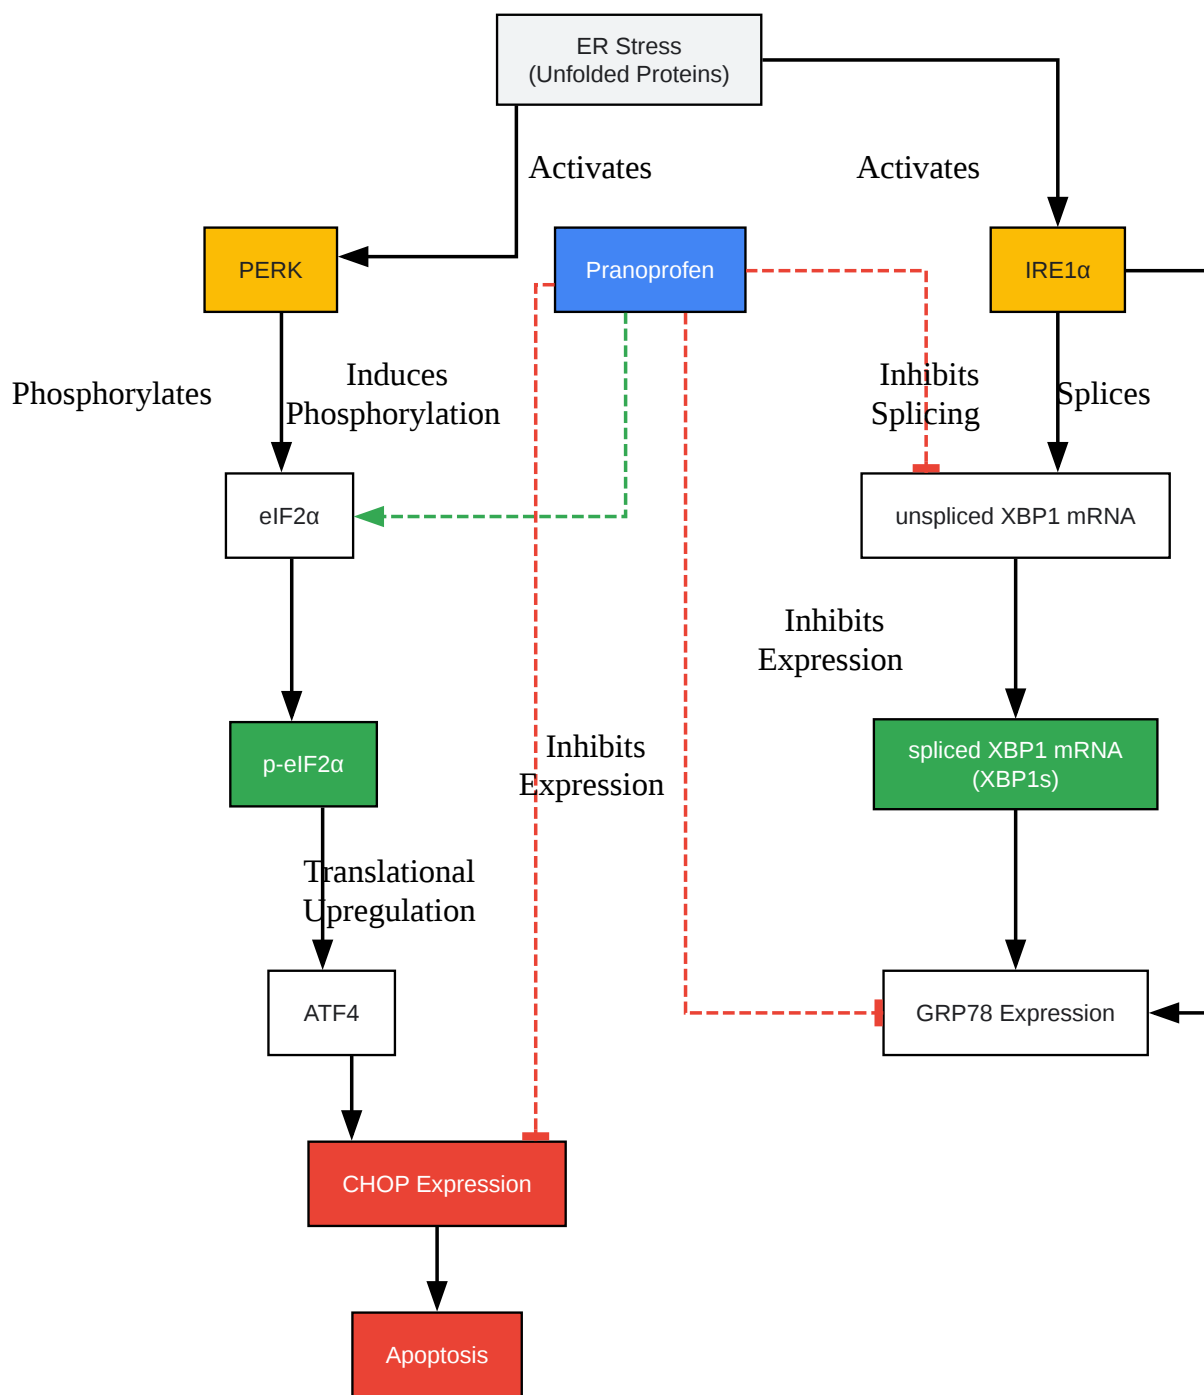 ER Stress
(Unfolded Proteins)
Activates
Activates
PERK
Pranoprofen
IRE1α
Phosphorylates
Induces
Phosphorylation
Inhibits
Splicing
Splices
eIF2α
unspliced XBP1 mRNA
Inhibits
Expression
p-eIF2α
Inhibits
Expression
spliced XBP1 mRNA
(XBP1s)
Translational
Upregulation
ATF4
GRP78 Expression
CHOP Expression
Apoptosis